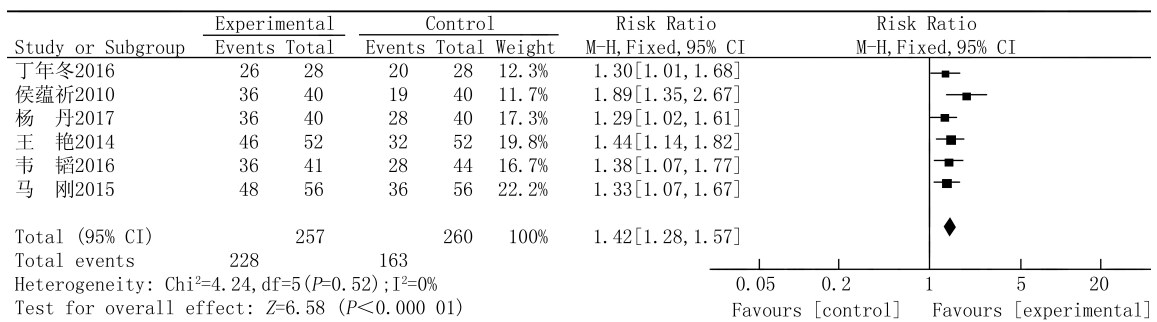 Experimental Control Risk Ratio Risk Ratio
Study or Subgroup Events Total Events Total Weight M-H,Fixed,95% CI M-H,Fixed,95% CI
丁年冬2016 26 28 20 28 12.3% 1.30[1.01,1.68]
侯蕴祈2010 36 40 19 40 11.7% 1.89[1.35,2.67]
杨 丹2017 36 40 28 40 17.3% 1.29[1.02,1.61]
王 艳2014 46 52 32 52 19.8% 1.44[1.14,1.82]
韦 韬2016 36 41 28 44 16.7% 1.38[1.07,1.77]
马 刚2015 48 56 36 56 22.2% 1.33[1.07,1.67]
Total (95% CI) 257 260 100% 1.42[1.28,1.57]
Total events 228 163
Heterogeneity: Chi²=4.24,df=5(P=0.52);I²=0%
Test for overall effect: Z=6.58 (P<0.000 01)
0.05 0.2 1 5 20
Favours [control] Favours [experimental]